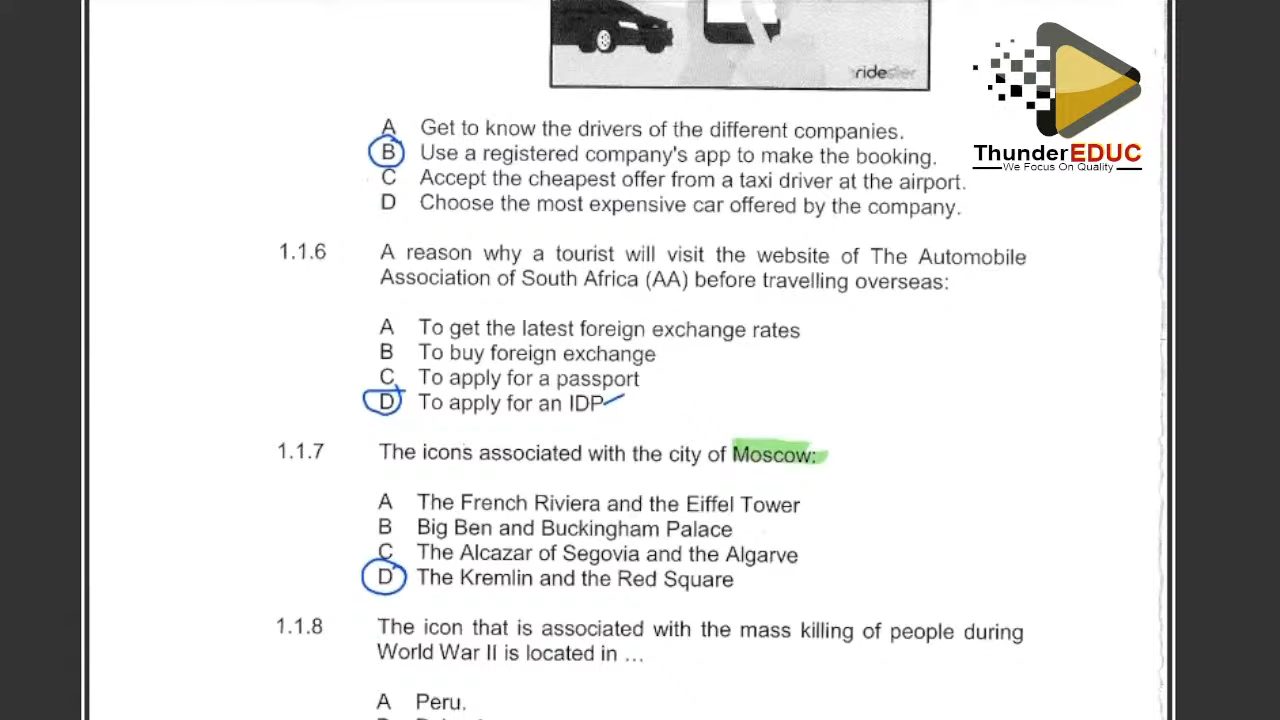 ridester
A Get to know the drivers of the different companies.
B Use a registered company's app to make the booking.
C Accept the cheapest offer from a taxi driver at the airport.
D Choose the most expensive car offered by the company.
ThunderEDUC
We Focus On Quality
1.1.6 A reason why a tourist will visit the website of The Automobile
Association of South Africa (AA) before travelling overseas:
A To get the latest foreign exchange rates
B To buy foreign exchange
C To apply for a passport
D To apply for an IDP
1.1.7 The icons associated with the city of Moscow:
A The French Riviera and the Eiffel Tower
B Big Ben and Buckingham Palace
C The Alcazar of Segovia and the Algarve
D The Kremlin and the Red Square
1.1.8 The icon that is associated with the mass killing of people during
World War II is located in ...
A Peru.